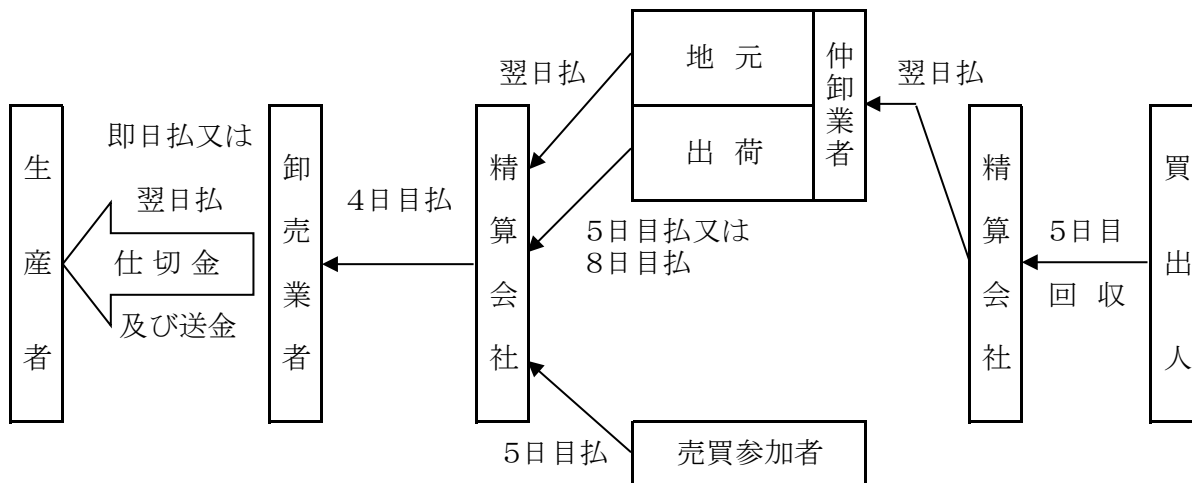 生産者
即日払又は
翌日払
仕切金
及び送金
卸売業者
4日目払
精算会社
翌日払
地元
出荷
仲卸業者
5日目払又は
8日目払
5日目払
売買参加者
翌日払
精算会社
5日目
回収
買出人